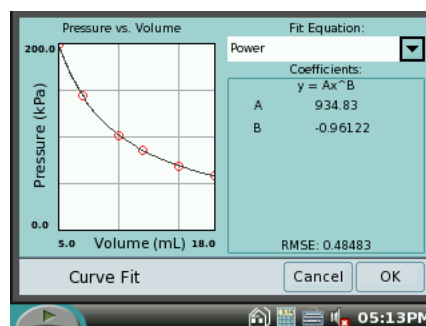 Pressure vs. Volume
200.0
Pressure (kPa)
0.0
5.0 Volume (mL) 18.0
Fit Equation:
Power
Coefficients:
y = Ax^B
A 934.83
B -0.96122
RMSE: 0.48483
Curve Fit
Cancel
OK
05:13PM